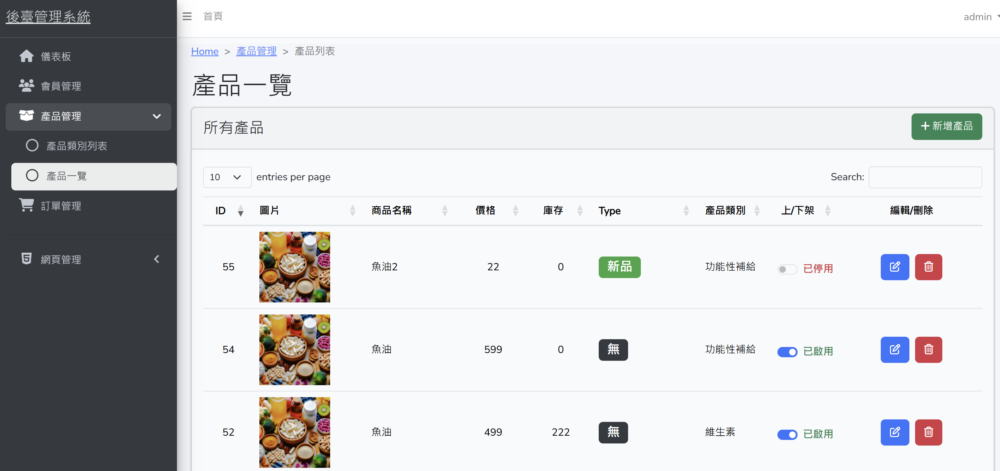 後臺管理系統
首頁
admin
儀表板
會員管理
產品管理
產品類別列表
產品一覽
訂單管理
網頁管理
Home > 產品管理 > 產品列表
產品一覽
所有產品
新增產品
10 entries per page
Search:
ID 圖片 商品名稱 價格 庫存 Type 產品類別 上/下架 編輯/刪除
55 魚油2 22 0 新品 功能性補給 已停用
54 魚油 599 0 無 功能性補給 已啟用
52 魚油 499 222 無 維生素 已啟用